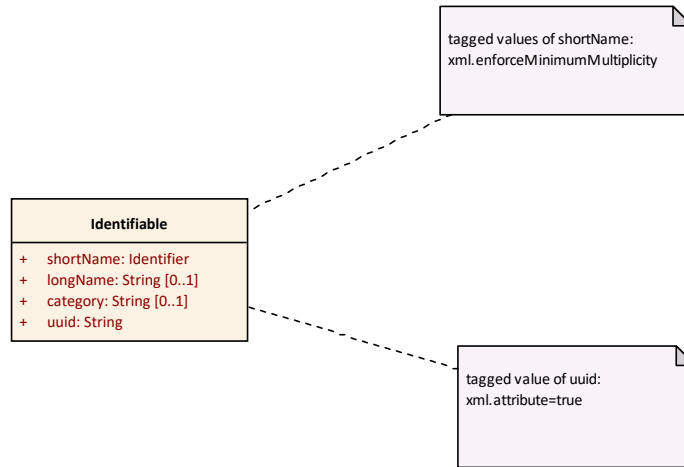 tagged values of shortName:
xml.enforceMinimumMultiplicity
Identifiable
+ shortName: Identifier
+ longName: String [0..1]
+ category: String [0..1]
+ uuid: String
tagged value of uuid:
xml.attribute=true